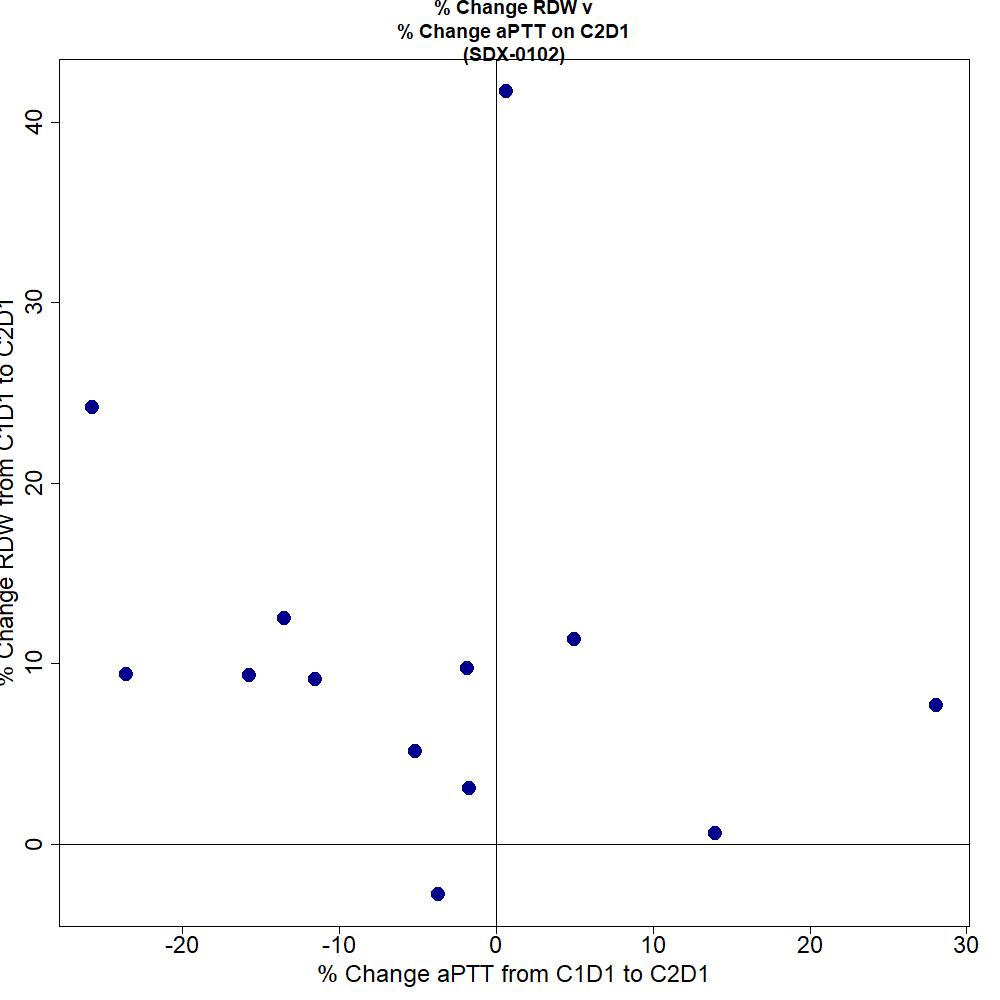 % Change RDW v
% Change aPTT on C2D1
(SDX-0102)
% Change RDW from C1D1 to C2D1
40
30
20
10
0
-20 -10 0 10 20 30
% Change aPTT from C1D1 to C2D1